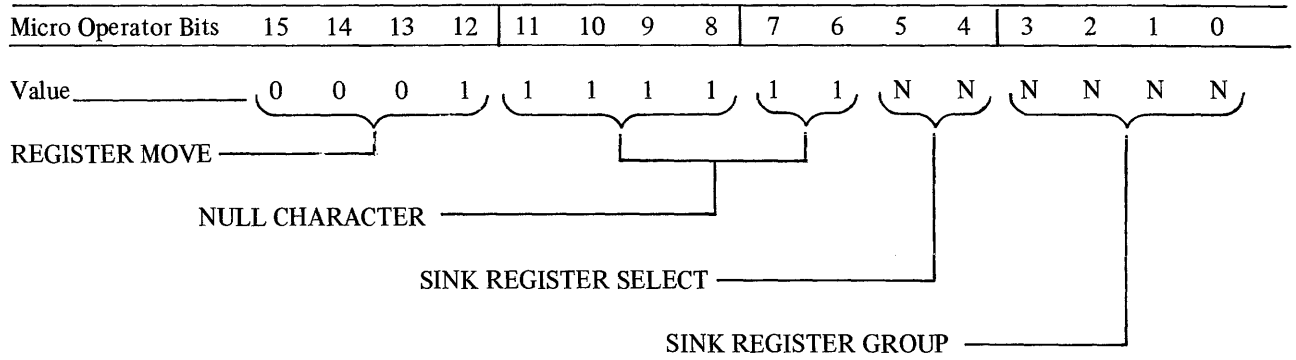 Micro Operator Bits 15 14 13 12 11 10 9 8 7 6 5 4 3 2 1 0
Value 0 0 0 1 1 1 1 1 1 1 N N N N N N
REGISTER MOVE
NULL CHARACTER
SINK REGISTER SELECT
SINK REGISTER GROUP